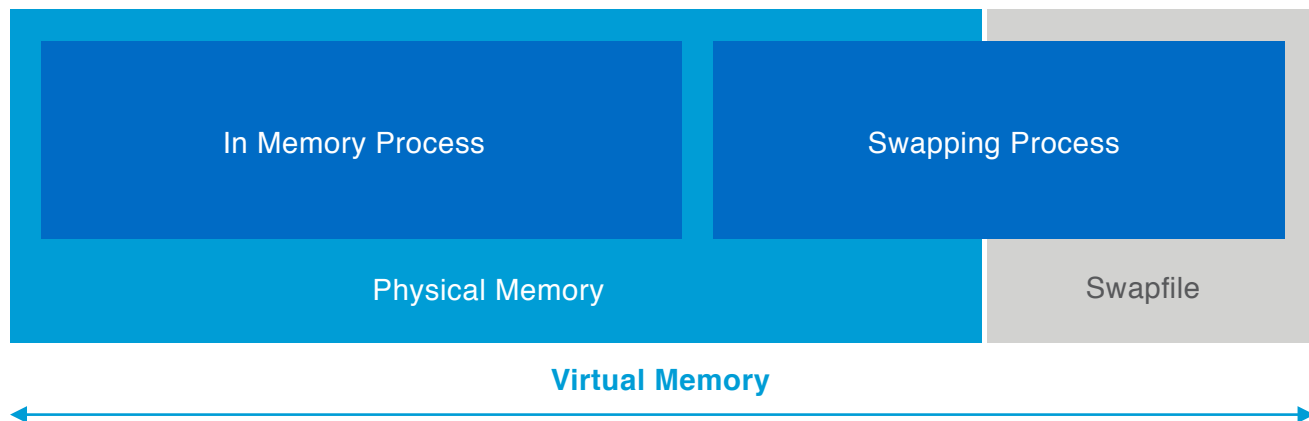 In Memory Process
Swapping Process
Physical Memory
Swapfile
Virtual Memory